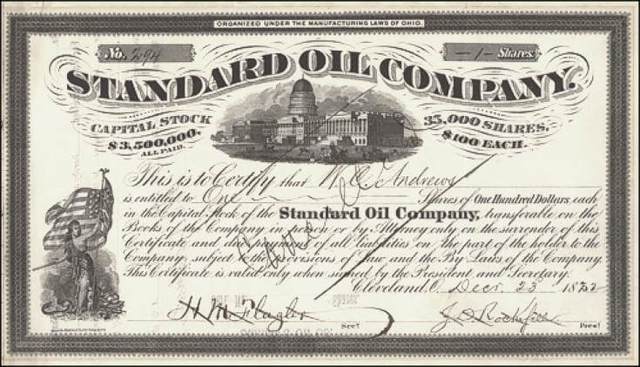 ORGANIZED UNDER THE MANUFACTURING LAWS OF OHIO.
No. 294 -1- Shares.
STANDARD OIL COMPANY.
CAPITAL STOCK 35,000 SHARES,
$3,500,000. $100 EACH.
ALL PAID.
This is to Certify that W. C. Andrews
is entitled to One Shares of One Hundred Dollars, each
in the Capital Stock of the Standard Oil Company, transferable on the
Books of the Company in person or by Attorney only on the surrender of this
Certificate and of all liabilities on the part of the holder to the
Company, subject to the provisions of Law and the By Laws of the Company.
This Certificate is valid only when signed by the President and Secretary.
Cleveland, O. Decr. 23 187
H. M. Flagler Secy. J. D. Rockefeller Prest.